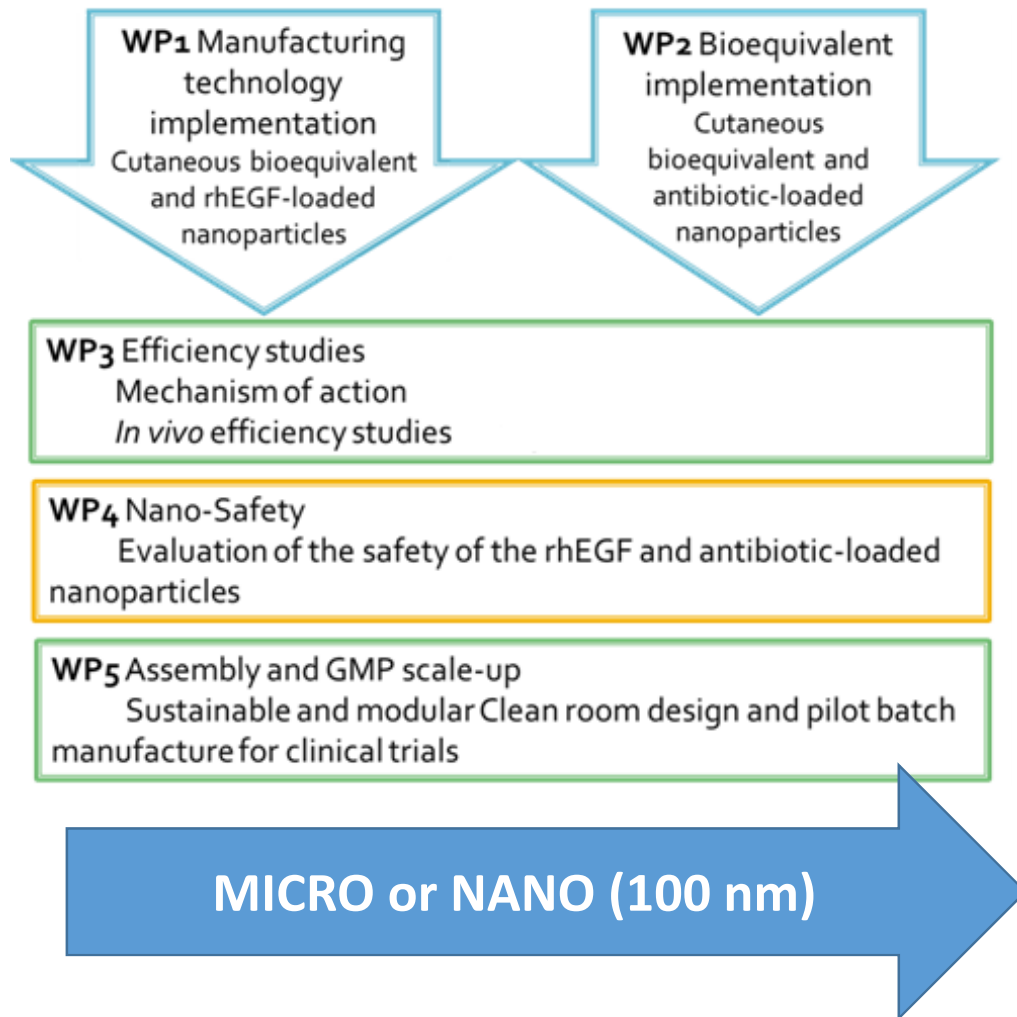 WP1 Manufacturing
technology
implementation
Cutaneous bioequivalent
and rhEGF-loaded
nanoparticles
WP2 Bioequivalent
implementation
Cutaneous
bioequivalent and
antibiotic-loaded
nanoparticles
WP3 Efficiency studies
Mechanism of action
In vivo efficiency studies
WP4 Nano-Safety
Evaluation of the safety of the rhEGF and antibiotic-loaded
nanoparticles
WP5 Assembly and GMP scale-up
Sustainable and modular Clean room design and pilot batch
manufacture for clinical trials
MICRO or NANO (100 nm)